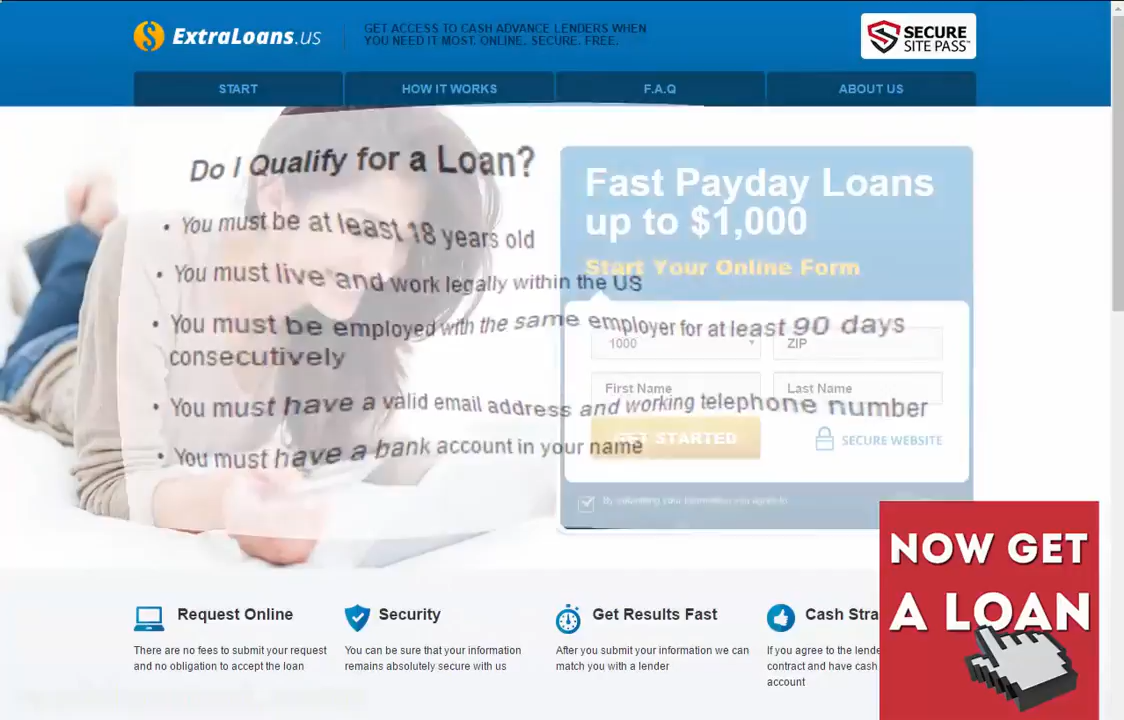 ExtraLoans.us
GET ACCESS TO CASH ADVANCE LENDERS WHEN
YOU NEED IT MOST. ONLINE. SECURE. FREE.
SECURE
SITE PASS™
START
HOW IT WORKS
F.A.Q
ABOUT US
Do I Qualify for a Loan?
• You must be at least 18 years old
• You must live and work legally within the US
• You must be employed with the same employer for at least 90 days
consecutively
• You must have a valid email address and working telephone number
• You must have a bank account in your name
Fast Payday Loans
up to $1,000
Start Your Online Form
1000
ZIP
First Name
Last Name
GET STARTED
SECURE WEBSITE
By submitting your information you agree to
Request Online
There are no fees to submit your request
and no obligation to accept the loan
Security
You can be sure that your information
remains absolutely secure with us
Get Results Fast
After you submit your information we can
match you with a lender
Cash
If you agree to the
contract and have cash
account
NOW GET
A LOAN